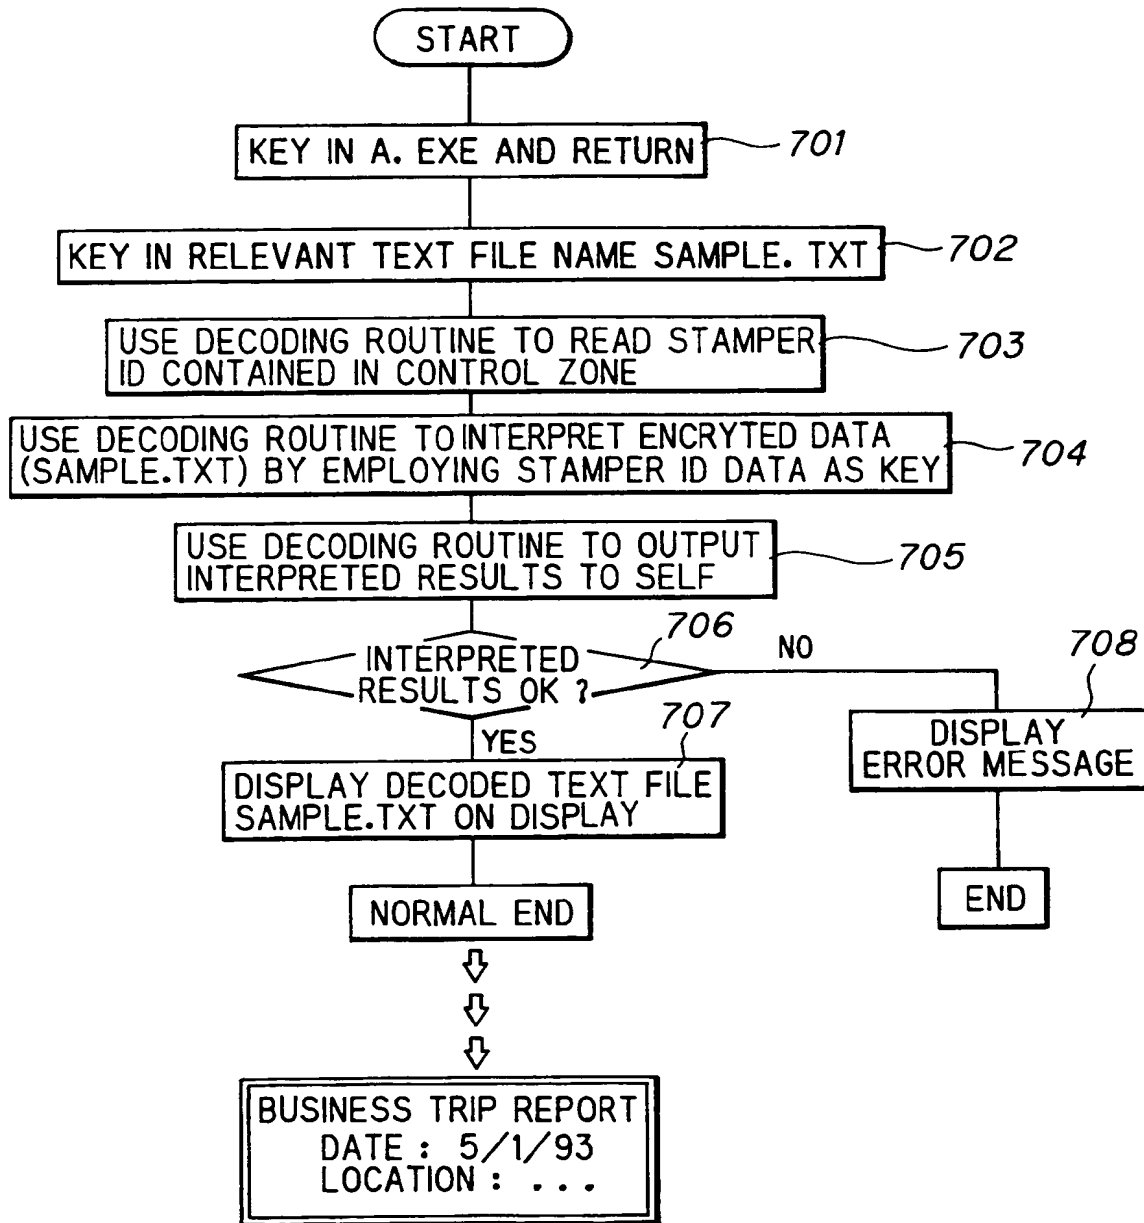 START
KEY IN A. EXE AND RETURN
701
KEY IN RELEVANT TEXT FILE NAME SAMPLE. TXT
702
USE DECODING ROUTINE TO READ STAMPER
ID CONTAINED IN CONTROL ZONE
703
USE DECODING ROUTINE TO INTERPRET ENCRYTED DATA
(SAMPLE.TXT) BY EMPLOYING STAMPER ID DATA AS KEY
704
USE DECODING ROUTINE TO OUTPUT
INTERPRETED RESULTS TO SELF
705
INTERPRETED
RESULTS OK ?
706
NO
708
DISPLAY
ERROR MESSAGE
END
YES
707
DISPLAY DECODED TEXT FILE
SAMPLE.TXT ON DISPLAY
NORMAL END
BUSINESS TRIP REPORT
DATE : 5/1/93
LOCATION : . . .